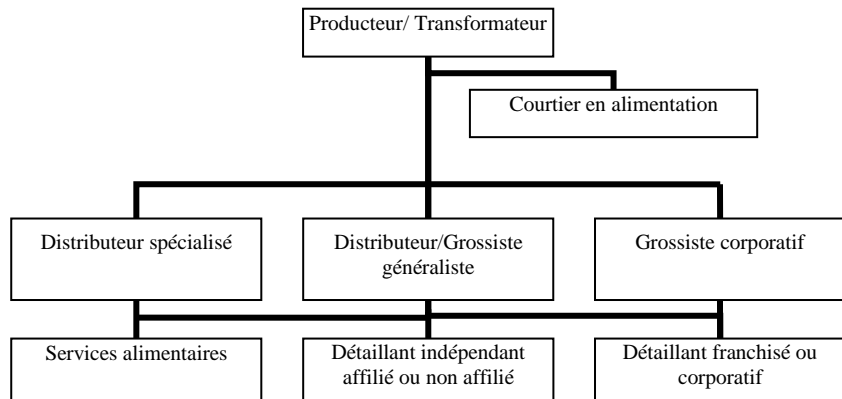 Producteur/ Transformateur
Courtier en alimentation
Distributeur spécialisé
Distributeur/Grossiste
généraliste
Grossiste corporatif
Services alimentaires
Détaillant indépendant
affilié ou non affilié
Détaillant franchisé ou
corporatif